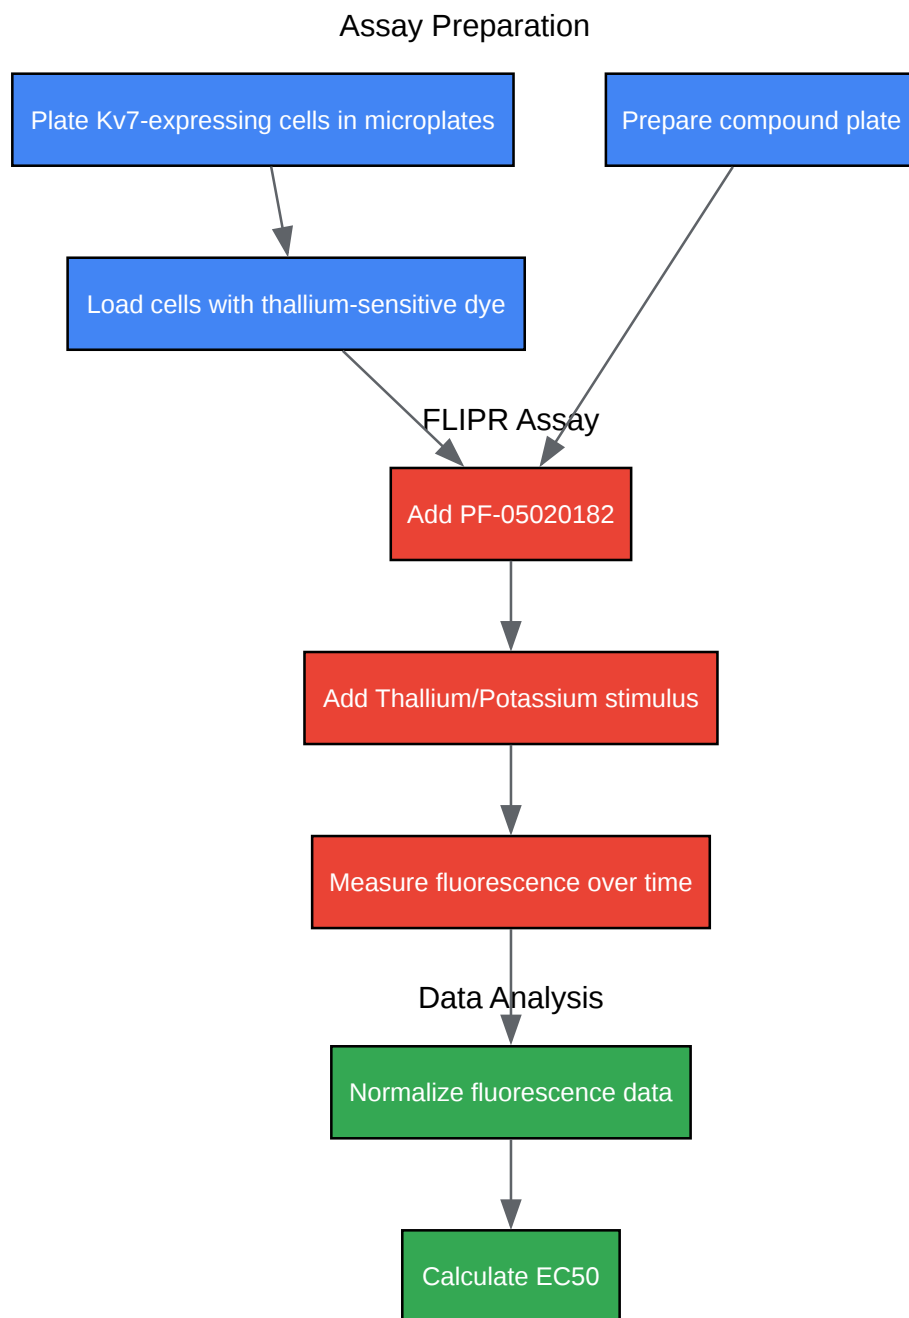 Assay Preparation
Plate Kv7-expressing cells in microplates
Prepare compound plate
Load cells with thallium-sensitive dye
FLIPR Assay
Add PF-05020182
Add Thallium/Potassium stimulus
Measure fluorescence over time
Data Analysis
Normalize fluorescence data
Calculate EC50